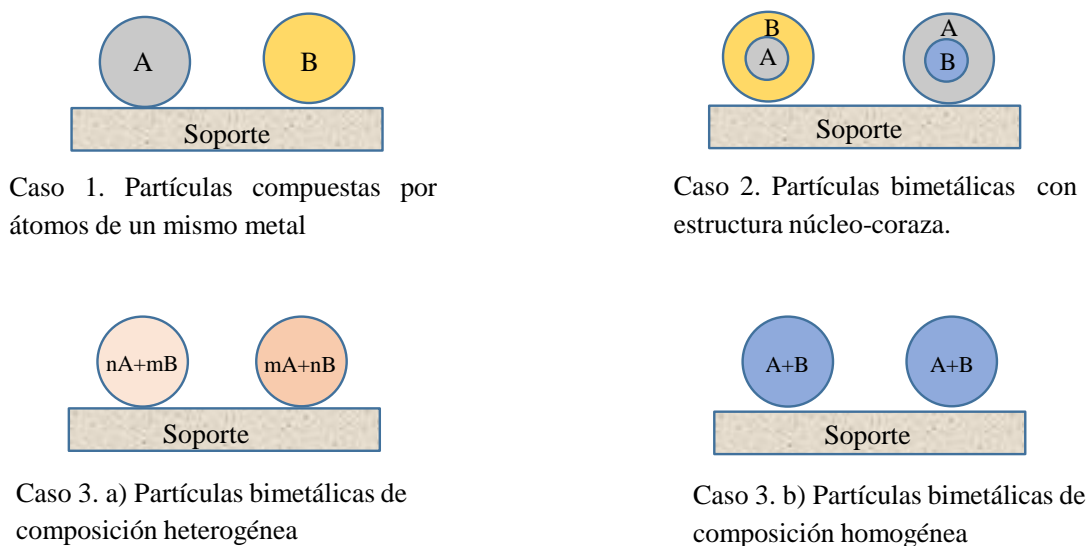 A
B
Soporte
Caso 1. Partículas compuestas por
átomos de un mismo metal
B
A
A
B
Soporte
Caso 2. Partículas bimetálicas con
estructura núcleo-coraza.
nA+mB
mA+nB
Soporte
Caso 3. a) Partículas bimetálicas de
composición heterogénea
A+B
A+B
Soporte
Caso 3. b) Partículas bimetálicas de
composición homogénea